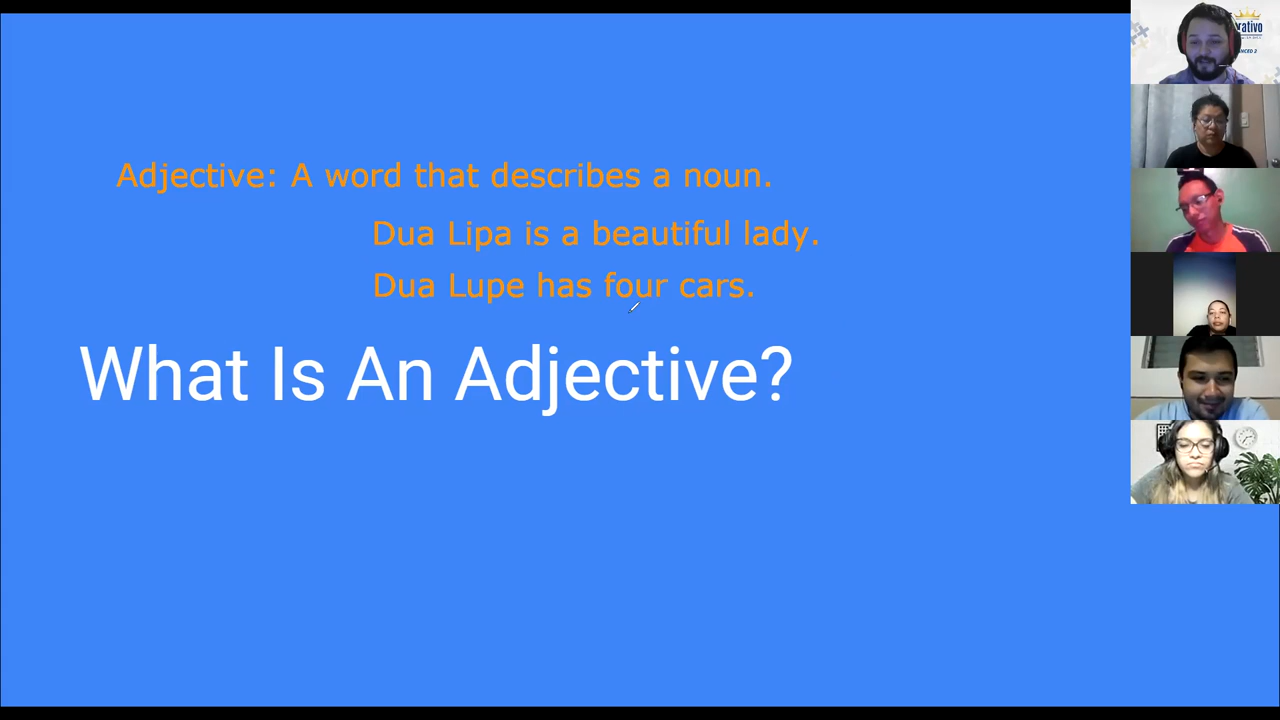 Adjective: A word that describes a noun.
Dua Lipa is a beautiful lady.
Dua Lupe has four cars.
What Is An Adjective?